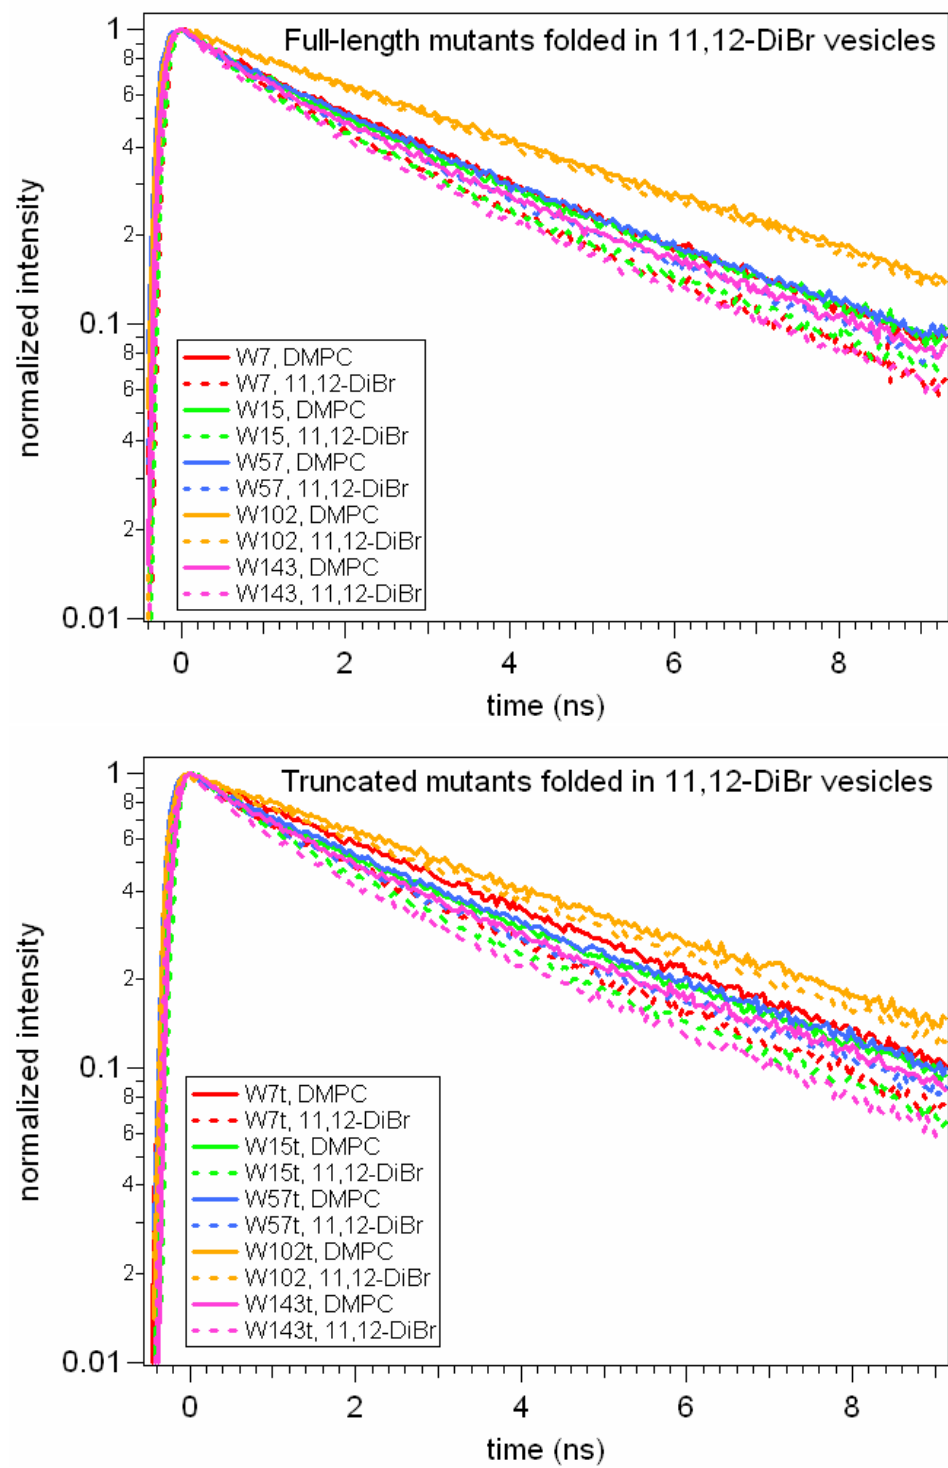 Full-length mutants folded in 11,12-DiBr vesicles
normalized intensity
1
8
6
4
2
0.1
8
6
4
2
0.01
W7, DMPC
W7, 11,12-DiBr
W15, DMPC
W15, 11,12-DiBr
W57, DMPC
W57, 11,12-DiBr
W102, DMPC
W102, 11,12-DiBr
W143, DMPC
W143, 11,12-DiBr
0 2 4 6 8
time (ns)
Truncated mutants folded in 11,12-DiBr vesicles
normalized intensity
1
8
6
4
2
0.1
8
6
4
2
0.01
W7t, DMPC
W7t, 11,12-DiBr
W15t, DMPC
W15t, 11,12-DiBr
W57t, DMPC
W57t, 11,12-DiBr
W102t, DMPC
W102, 11,12-DiBr
W143t, DMPC
W143t, 11,12-DiBr
0 2 4 6 8
time (ns)